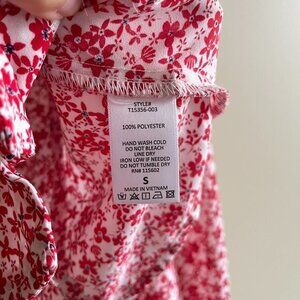 STYLE#
T15356-003
100% POLYESTER
HAND WASH COLD
DO NOT BLEACH
LINE DRY
IRON LOW IF NEEDED
DO NOT TUMBLE DRY
RN# 115602
S
MADE IN VIETNAM